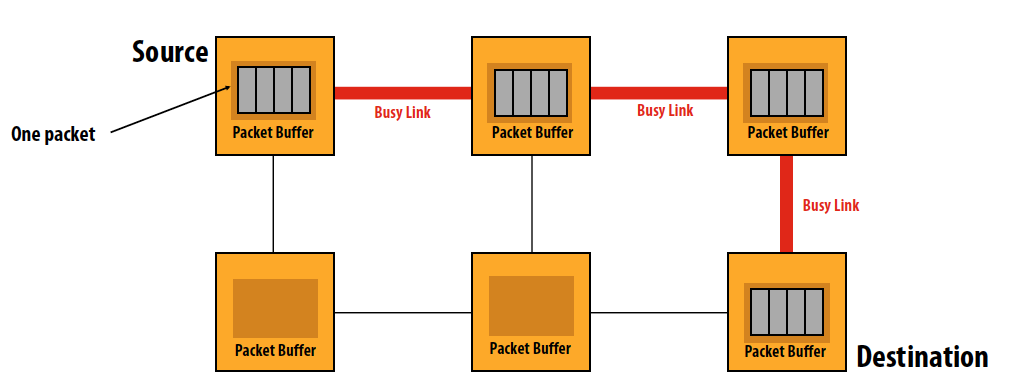 Source
Busy Link
Busy Link
One packet
Packet Buffer
Packet Buffer
Packet Buffer
Busy Link
Packet Buffer
Packet Buffer
Packet Buffer
Destination